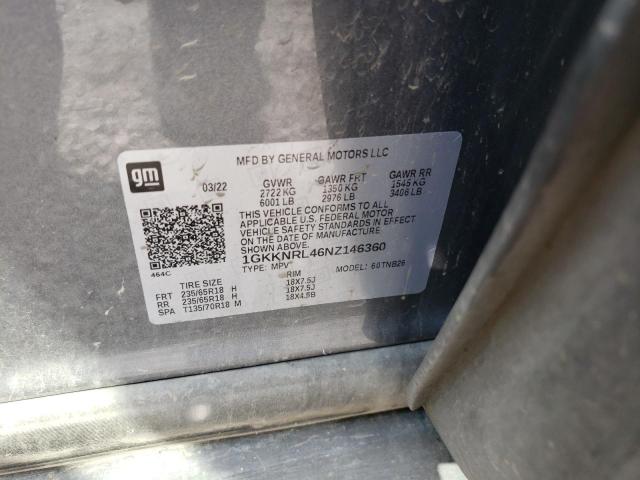 MFD BY GENERAL MOTORS LLC
gm
03/22 GVWR GAWR FRT GAWR RR
2722 KG 1350 KG 1545 KG
6001 LB 2976 LB 3406 LB
THIS VEHICLE CONFORMS TO ALL
APPLICABLE U.S. FEDERAL MOTOR
VEHICLE SAFETY STANDARDS IN EFFECT
ON THE DATE OF MANUFACTURE
SHOWN ABOVE.
1GKKNRL46NZ146360
464C
TYPE: MPV MODEL: 60TNB26
TIRE SIZE RIM
FRT 235/65R18 H 18X7.5J
RR 235/65R18 H 18X7.5J
SPA T135/70R18 M 18X4.5B